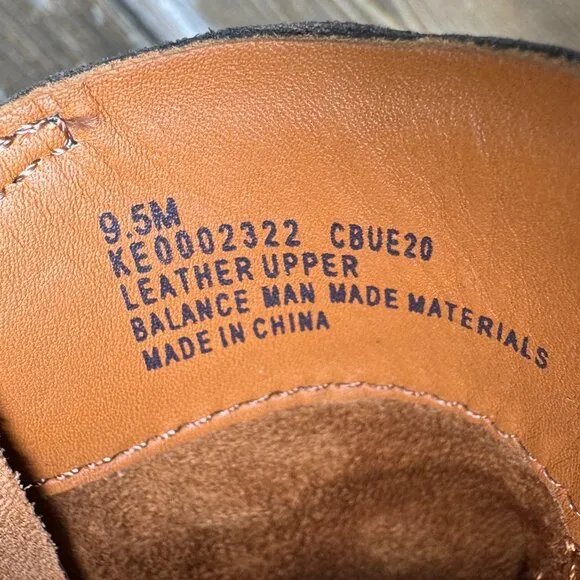 9.5M
KE0002322 CBUE20
LEATHER UPPER
BALANCE MAN MADE MATERIALS
MADE IN CHINA